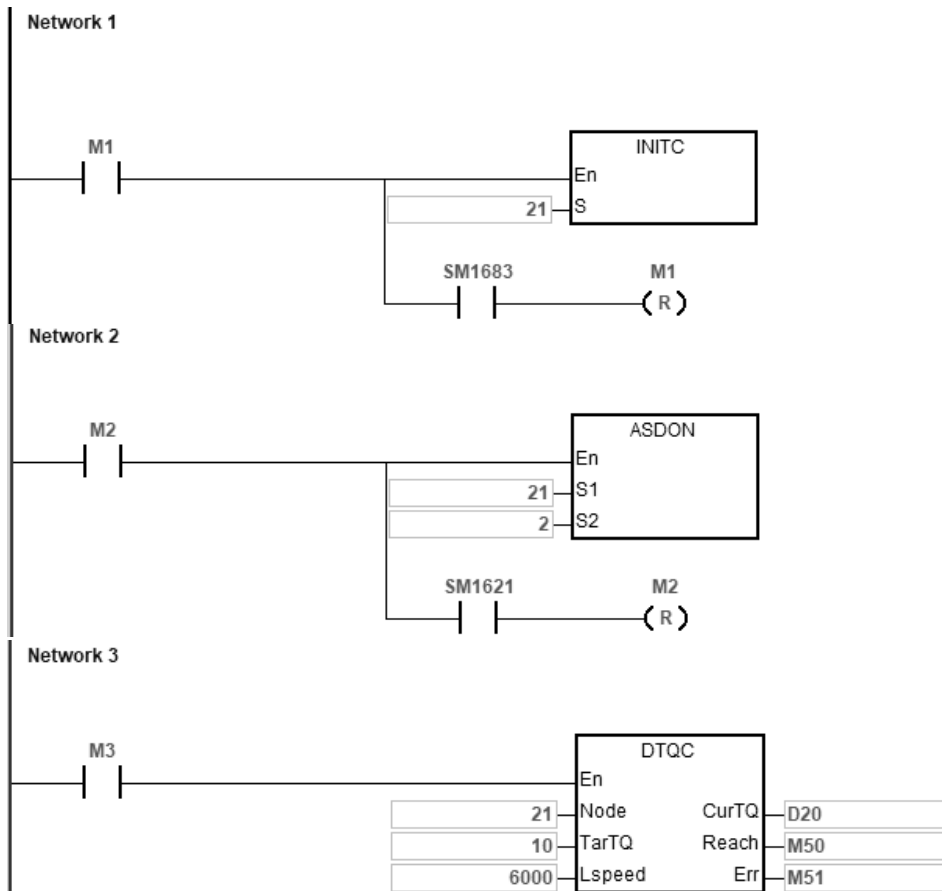 Network 1
M1
INITC
En
21 S
SM1683 M1
R
Network 2
M2
ASDON
En
21 S1
2 S2
SM1621 M2
R
Network 3
M3
DTQC
En
21 Node CurTQ D20
10 TarTQ Reach M50
6000 Lspeed Err M51